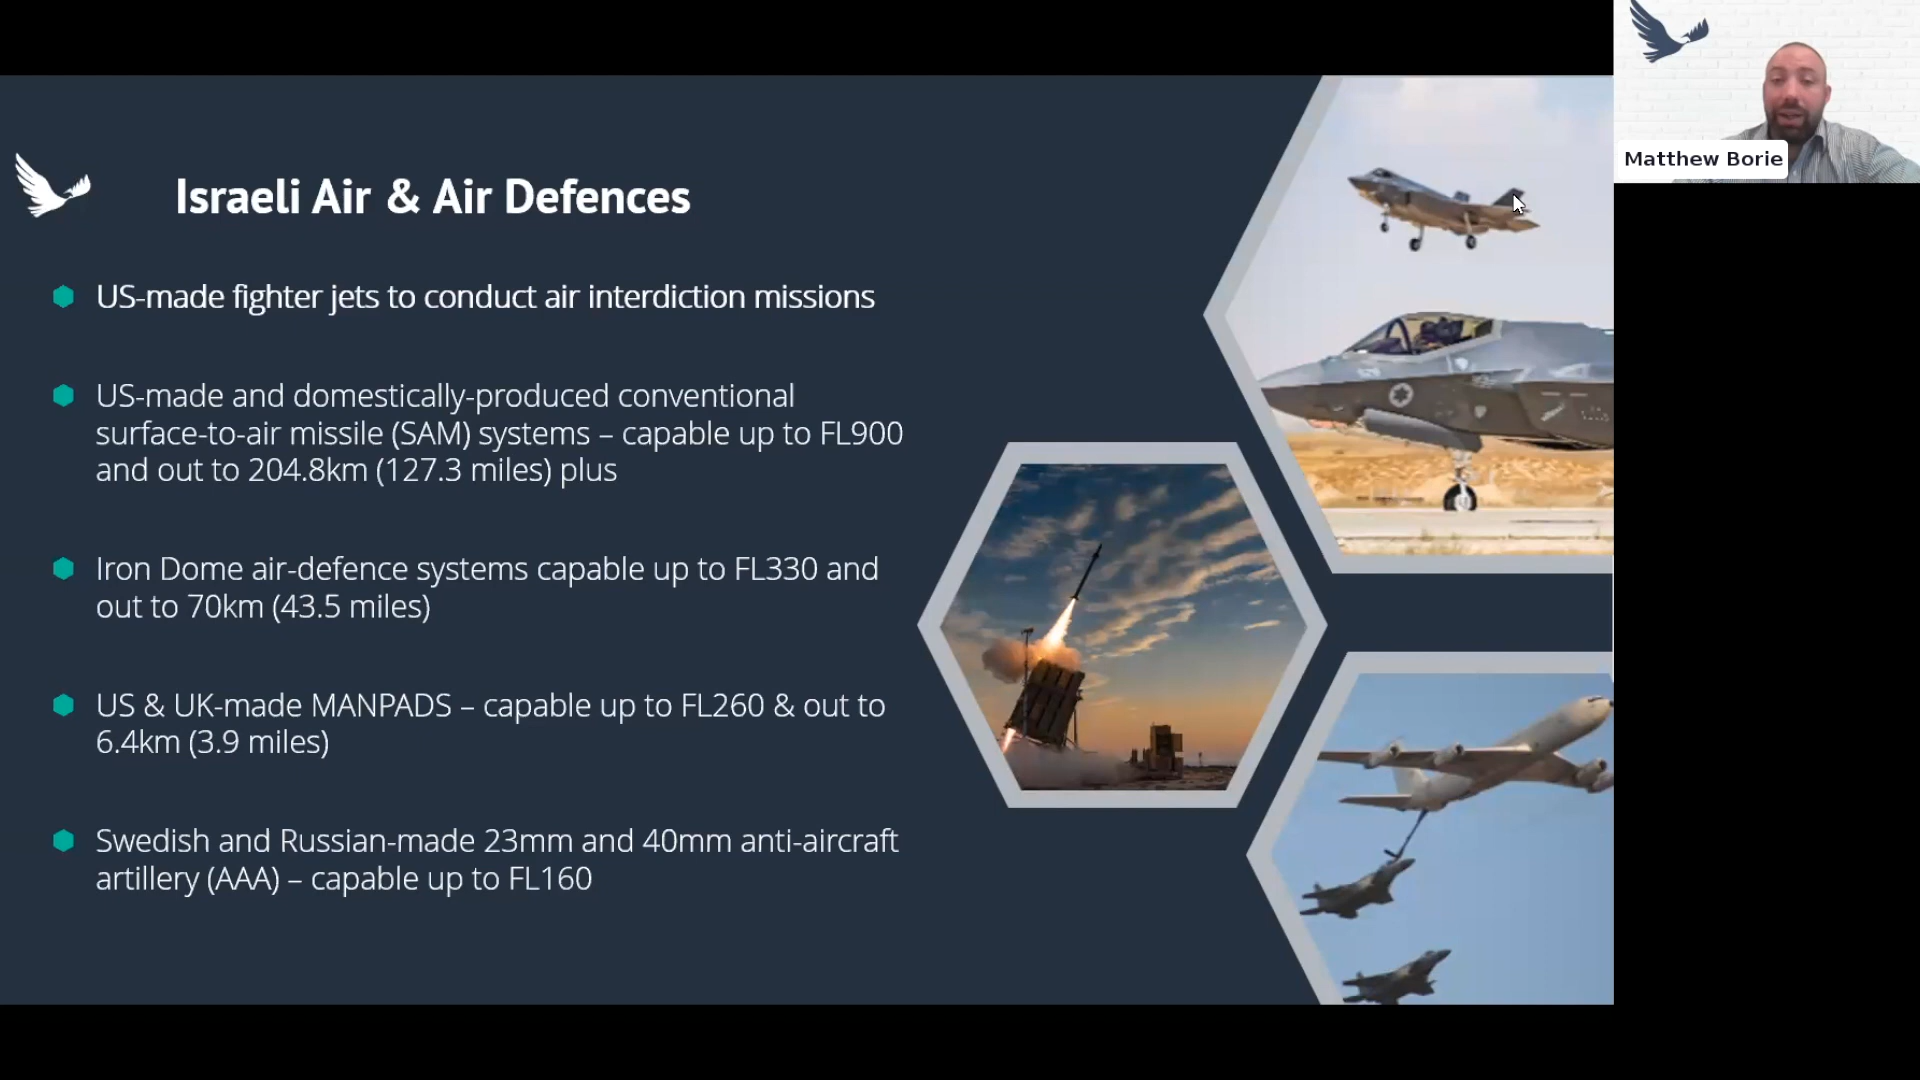 Matthew Borie
Israeli Air & Air Defences
US-made fighter jets to conduct air interdiction missions
US-made and domestically-produced conventional
surface-to-air missile (SAM) systems – capable up to FL900
and out to 204.8km (127.3 miles) plus
Iron Dome air-defence systems capable up to FL330 and
out to 70km (43.5 miles)
US & UK-made MANPADS – capable up to FL260 & out to
6.4km (3.9 miles)
Swedish and Russian-made 23mm and 40mm anti-aircraft
artillery (AAA) – capable up to FL160